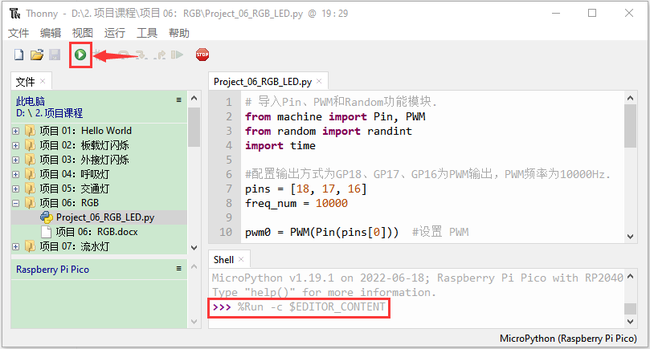 Thonny - D:\2. 项目课程\项目 06：RGB\Project_06_RGB_LED.py @ 19 : 29
文件 编辑 视图 运行 工具 帮助
STOP
文件
此电脑
D: \ 2. 项目课程
项目 01：Hello World
项目 02：板载灯闪烁
项目 03：外接灯闪烁
项目 04：呼吸灯
项目 05：交通灯
项目 06：RGB
Project_06_RGB_LED.py
项目 06：RGB.docx
项目 07：流水灯
Raspberry Pi Pico
Project_06_RGB_LED.py
1 # 导入Pin、PWM和Random功能模块.
2 from machine import Pin, PWM
3 from random import randint
4 import time
5
6 #配置输出方式为GP18、GP17、GP16为PWM输出，PWM频率为10000Hz.
7 pins = [18, 17, 16]
8 freq_num = 10000
9
10 pwm0 = PWM(Pin(pins[0])) #设置 PWM
Shell
MicroPython v1.19.1 on 2022-06-18; Raspberry Pi Pico with RP2040
Type "help()" for more information.
>>> %Run -c $EDITOR_CONTENT
MicroPython (Raspberry Pi Pico)